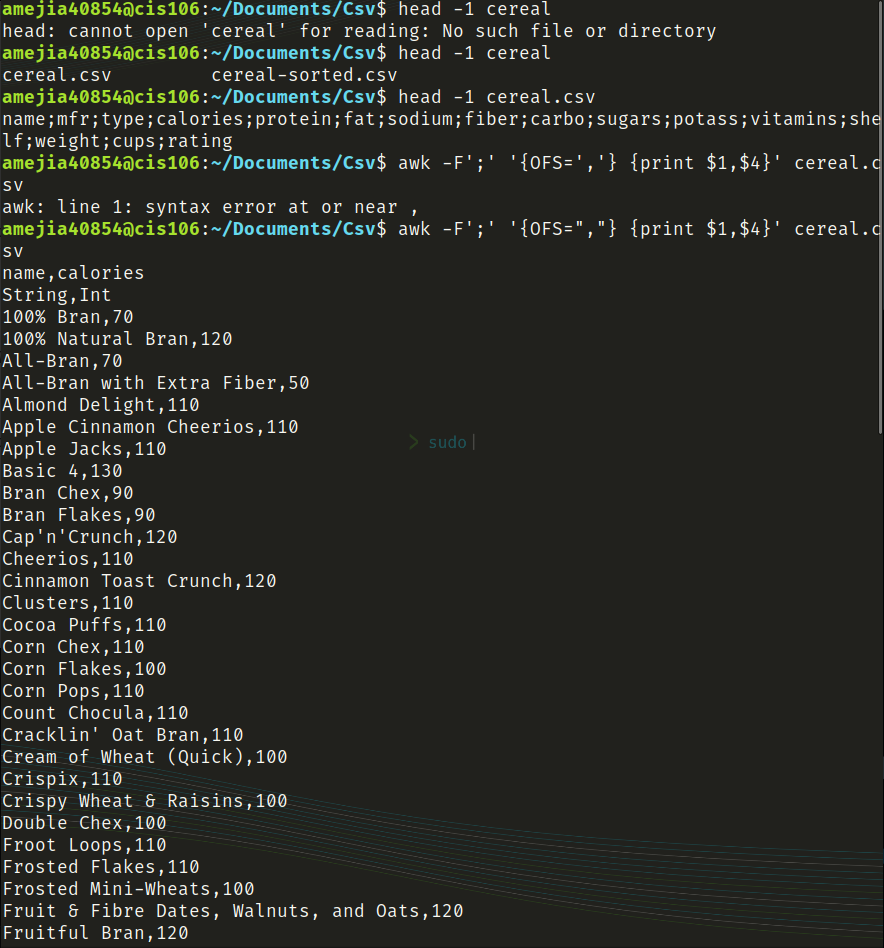 amejia40854@cis106:~/Documents/Csv$ head -1 cereal
head: cannot open 'cereal' for reading: No such file or directory
amejia40854@cis106:~/Documents/Csv$ head -1 cereal
cereal.csv         cereal-sorted.csv
amejia40854@cis106:~/Documents/Csv$ head -1 cereal.csv
name;mfr;type;calories;protein;fat;sodium;fiber;carbo;sugars;potass;vitamins;she
lf;weight;cups;rating
amejia40854@cis106:~/Documents/Csv$ awk -F';' '{OFS=','} {print $1,$4}' cereal.c
sv
awk: line 1: syntax error at or near ,
amejia40854@cis106:~/Documents/Csv$ awk -F';' '{OFS=","} {print $1,$4}' cereal.c
sv
name,calories
String,Int
100% Bran,70
100% Natural Bran,120
All-Bran,70
All-Bran with Extra Fiber,50
Almond Delight,110
Apple Cinnamon Cheerios,110
> sudo|
Apple Jacks,110
Basic 4,130
Bran Chex,90
Bran Flakes,90
Cap'n'Crunch,120
Cheerios,110
Cinnamon Toast Crunch,120
Clusters,110
Cocoa Puffs,110
Corn Chex,110
Corn Flakes,100
Corn Pops,110
Count Chocula,110
Cracklin' Oat Bran,110
Cream of Wheat (Quick),100
Crispix,110
Crispy Wheat & Raisins,100
Double Chex,100
Froot Loops,110
Frosted Flakes,110
Frosted Mini-Wheats,100
Fruit & Fibre Dates, Walnuts, and Oats,120
Fruitful Bran,120